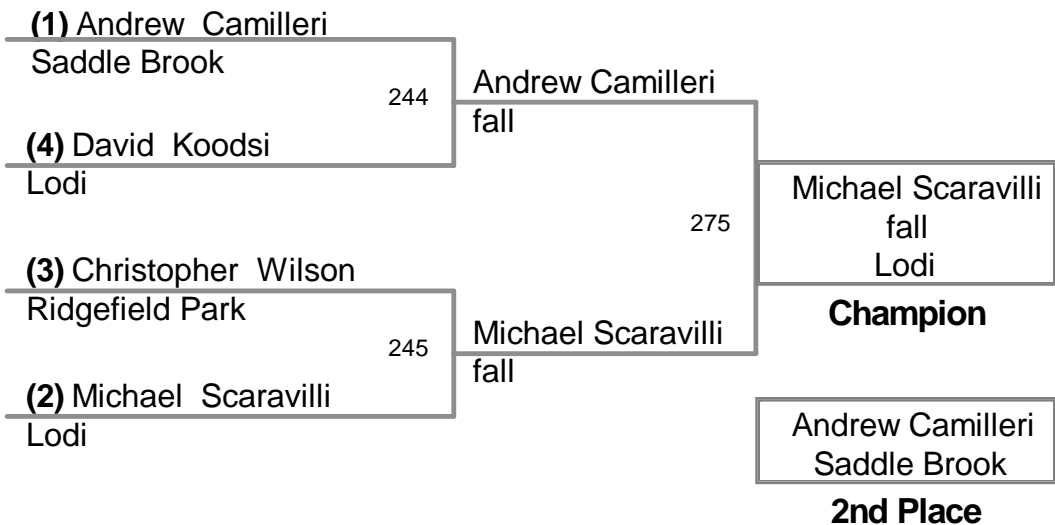 (1) Andrew Camilleri
Saddle Brook
244
Andrew Camilleri
fall
(4) David Koodsi
Lodi
275
Michael Scaravilli
fall
Lodi
Champion
(3) Christopher Wilson
Ridgefield Park
245
Michael Scaravilli
fall
(2) Michael Scaravilli
Lodi
Andrew Camilleri
Saddle Brook
2nd Place